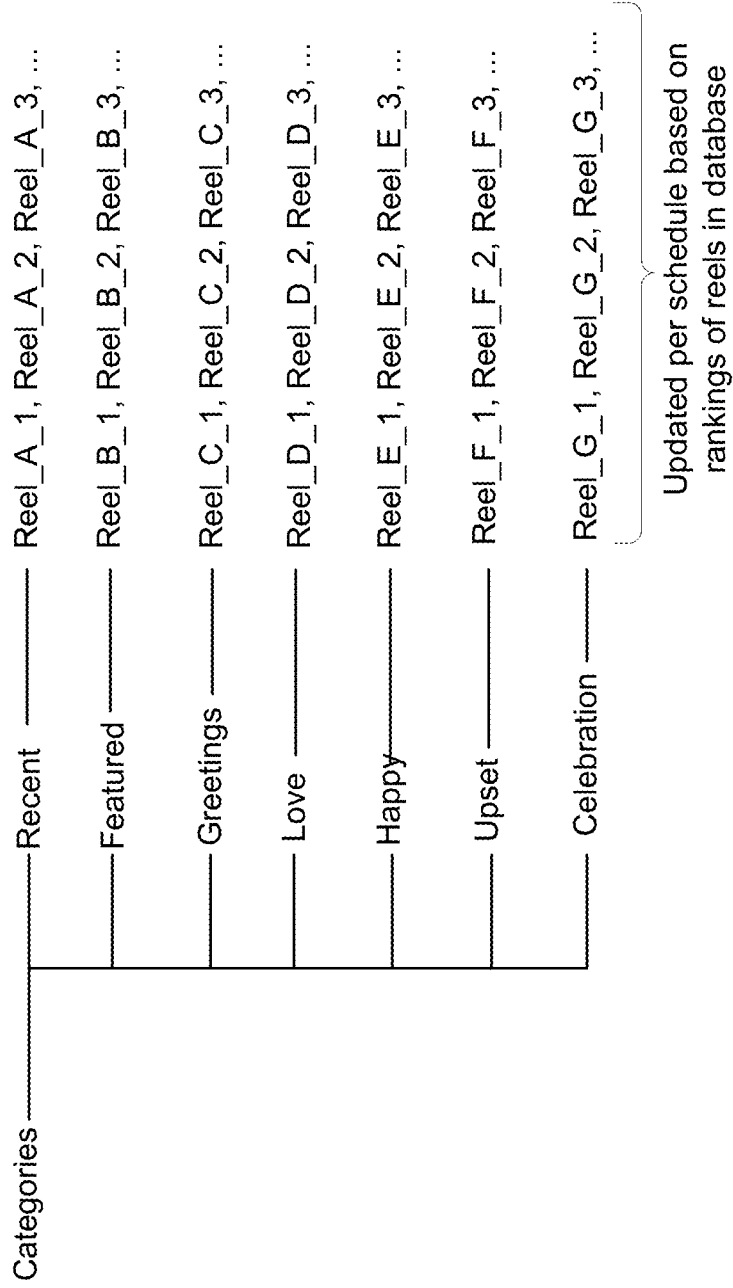 Categories
Recent
Reel_A_1, Reel_A_2, Reel_A_3, ...
Featured
Reel_B_1, Reel_B_2, Reel_B_3, ...
Greetings
Reel_C_1, Reel_C_2, Reel_C_3, ...
Love
Reel_D_1, Reel_D_2, Reel_D_3, ...
Happy
Reel_E_1, Reel_E_2, Reel_E_3, ...
Upset
Reel_F_1, Reel_F_2, Reel_F_3, ...
Celebration
Reel_G_1, Reel_G_2, Reel_G_3, ...
Updated per schedule based on
rankings of reels in database